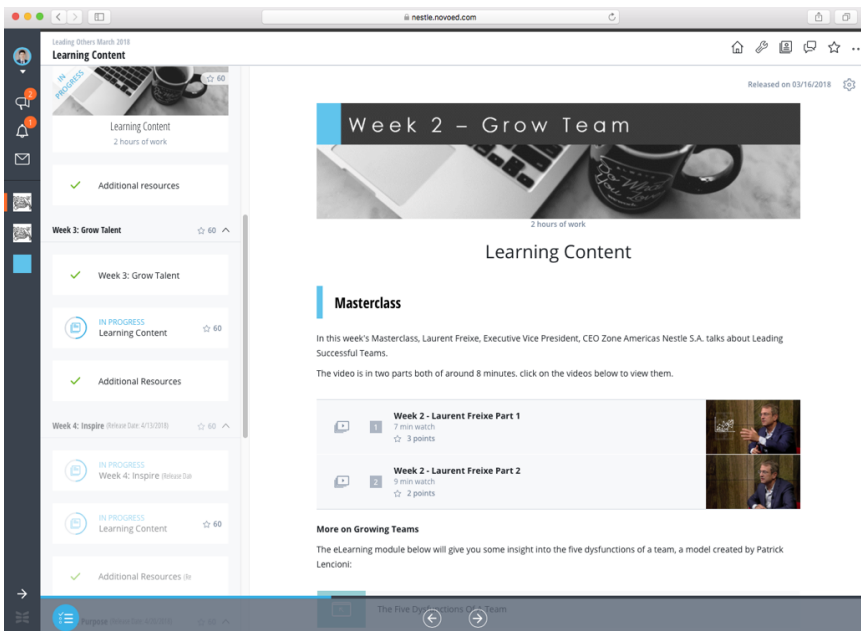 nestle.novoed.com
Leading Others March 2018
Learning Content
2
1
IN PROGRESS
60
Learning Content
2 hours of work
Additional resources
Week 3: Grow Talent
60
Week 3: Grow Talent
IN PROGRESS
Learning Content
60
Additional Resources
Week 4: Inspire (Release Date: 4/13/2018)
60
IN PROGRESS
Week 4: Inspire (Release Dat
IN PROGRESS
Learning Content
60
Additional Resources (Re
Purpose
Released on 03/16/2018
Week 2 – Grow Team
2 hours of work
Learning Content
Masterclass
In this week's Masterclass, Laurent Freixe, Executive Vice President, CEO Zone Americas Nestle S.A. talks about Leading
Successful Teams.
The video is in two parts both of around 8 minutes. click on the videos below to view them.
1
Week 2 - Laurent Freixe Part 1
7 min watch
3 points
2
Week 2 - Laurent Freixe Part 2
9 min watch
2 points
More on Growing Teams
The eLearning module below will give you some insight into the five dysfunctions of a team, a model created by Patrick
Lencioni:
The Five Dysfunctions Of A Team